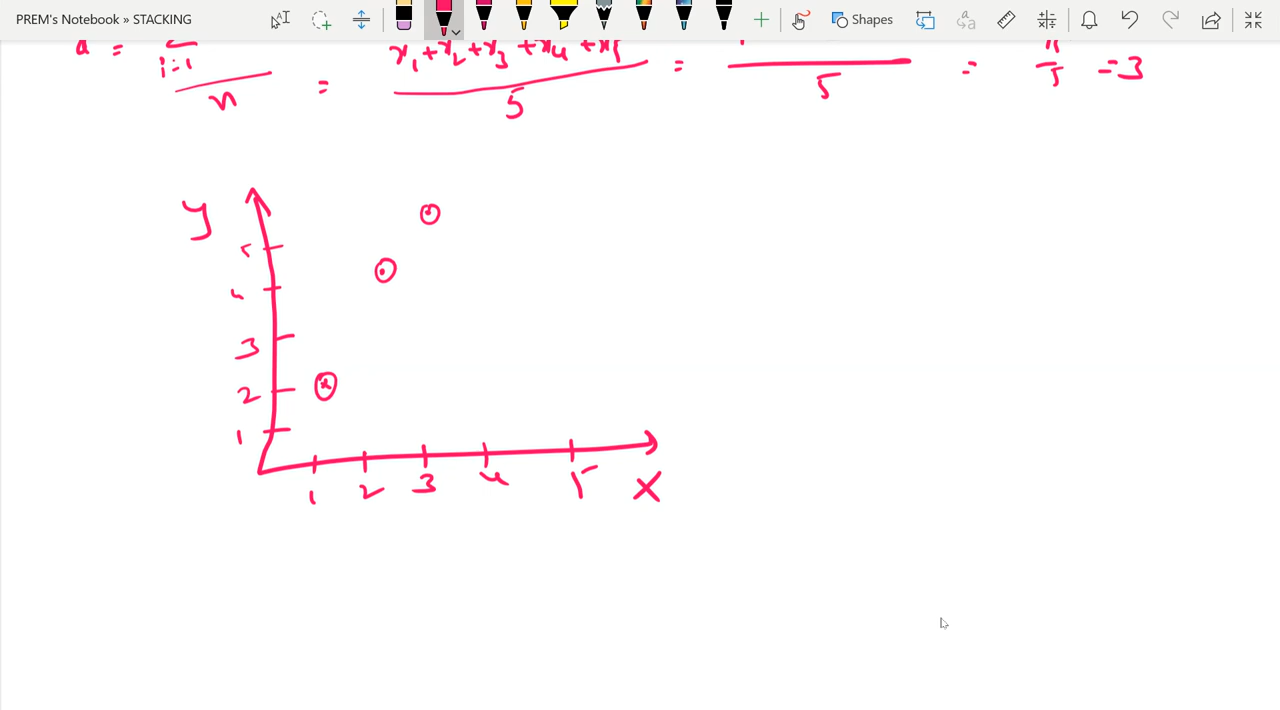 PREM's Notebook » STACKING
Shapes
i=1
n = x₁+x₂+x₃+x₄+x₅ / 5 = 5 = 5 =3
y
5
4
3
2
1
1 2 3 4 5 X